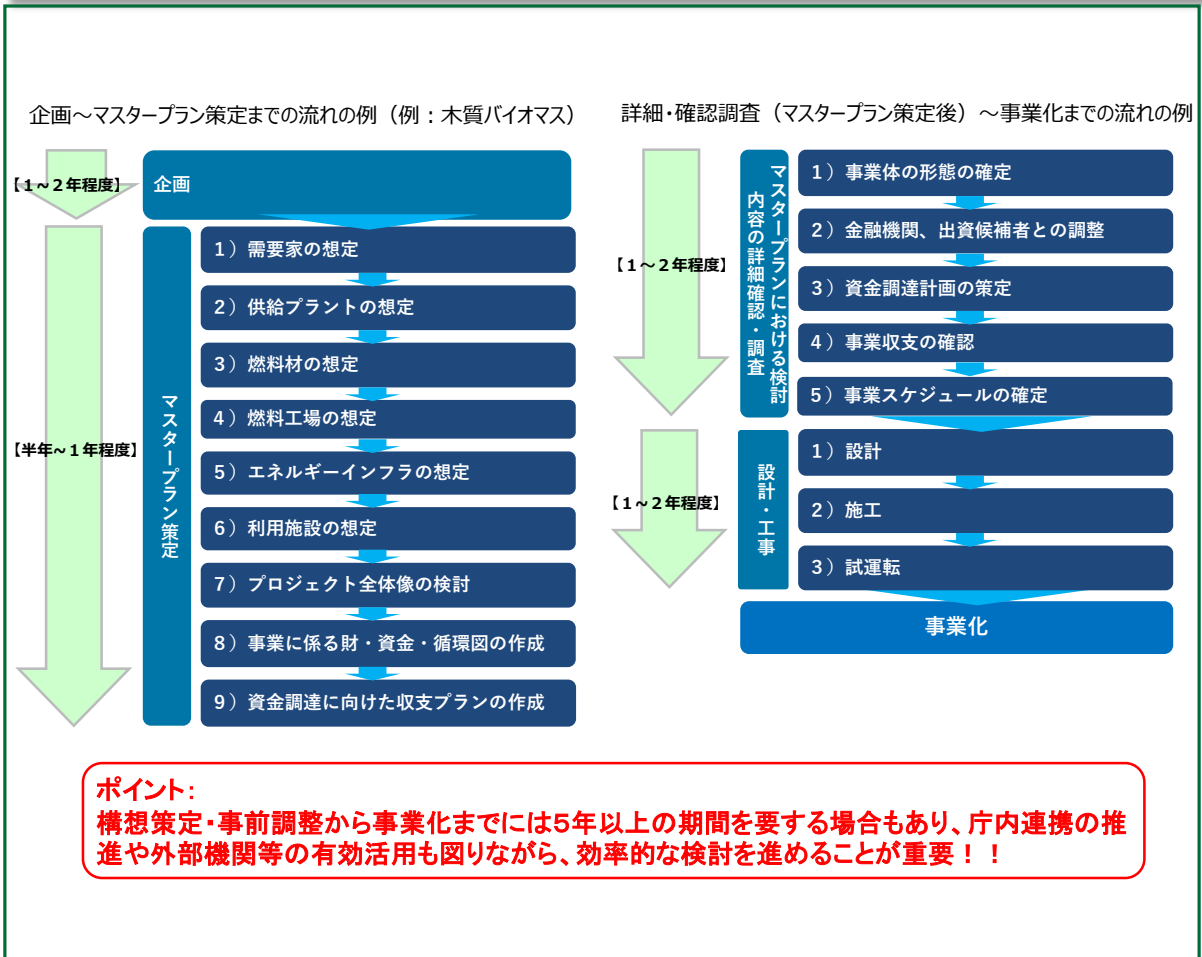 企画～マスタープラン策定までの流れの例（例：木質バイオマス）
【１～２年程度】
企画
【半年～１年程度】
マスタープラン策定
１）需要家の想定
２）供給プラントの想定
３）燃料材の想定
４）燃料工場の想定
５）エネルギーインフラの想定
６）利用施設の想定
７）プロジェクト全体像の検討
８）事業に係る財・資金・循環図の作成
９）資金調達に向けた収支プランの作成
詳細・確認調査（マスタープラン策定後）～事業化までの流れの例
【１～２年程度】
マスタープランにおける検討
内容の詳細確認・調査
１）事業体の形態の確定
２）金融機関、出資候補者との調整
３）資金調達計画の策定
４）事業収支の確認
５）事業スケジュールの確定
【１～２年程度】
設計・工事
１）設計
２）施工
３）試運転
事業化
ポイント：
構想策定・事前調整から事業化までには５年以上の期間を要する場合もあり、庁内連携の推
進や外部機関等の有効活用も図りながら、効率的な検討を進めることが重要！！